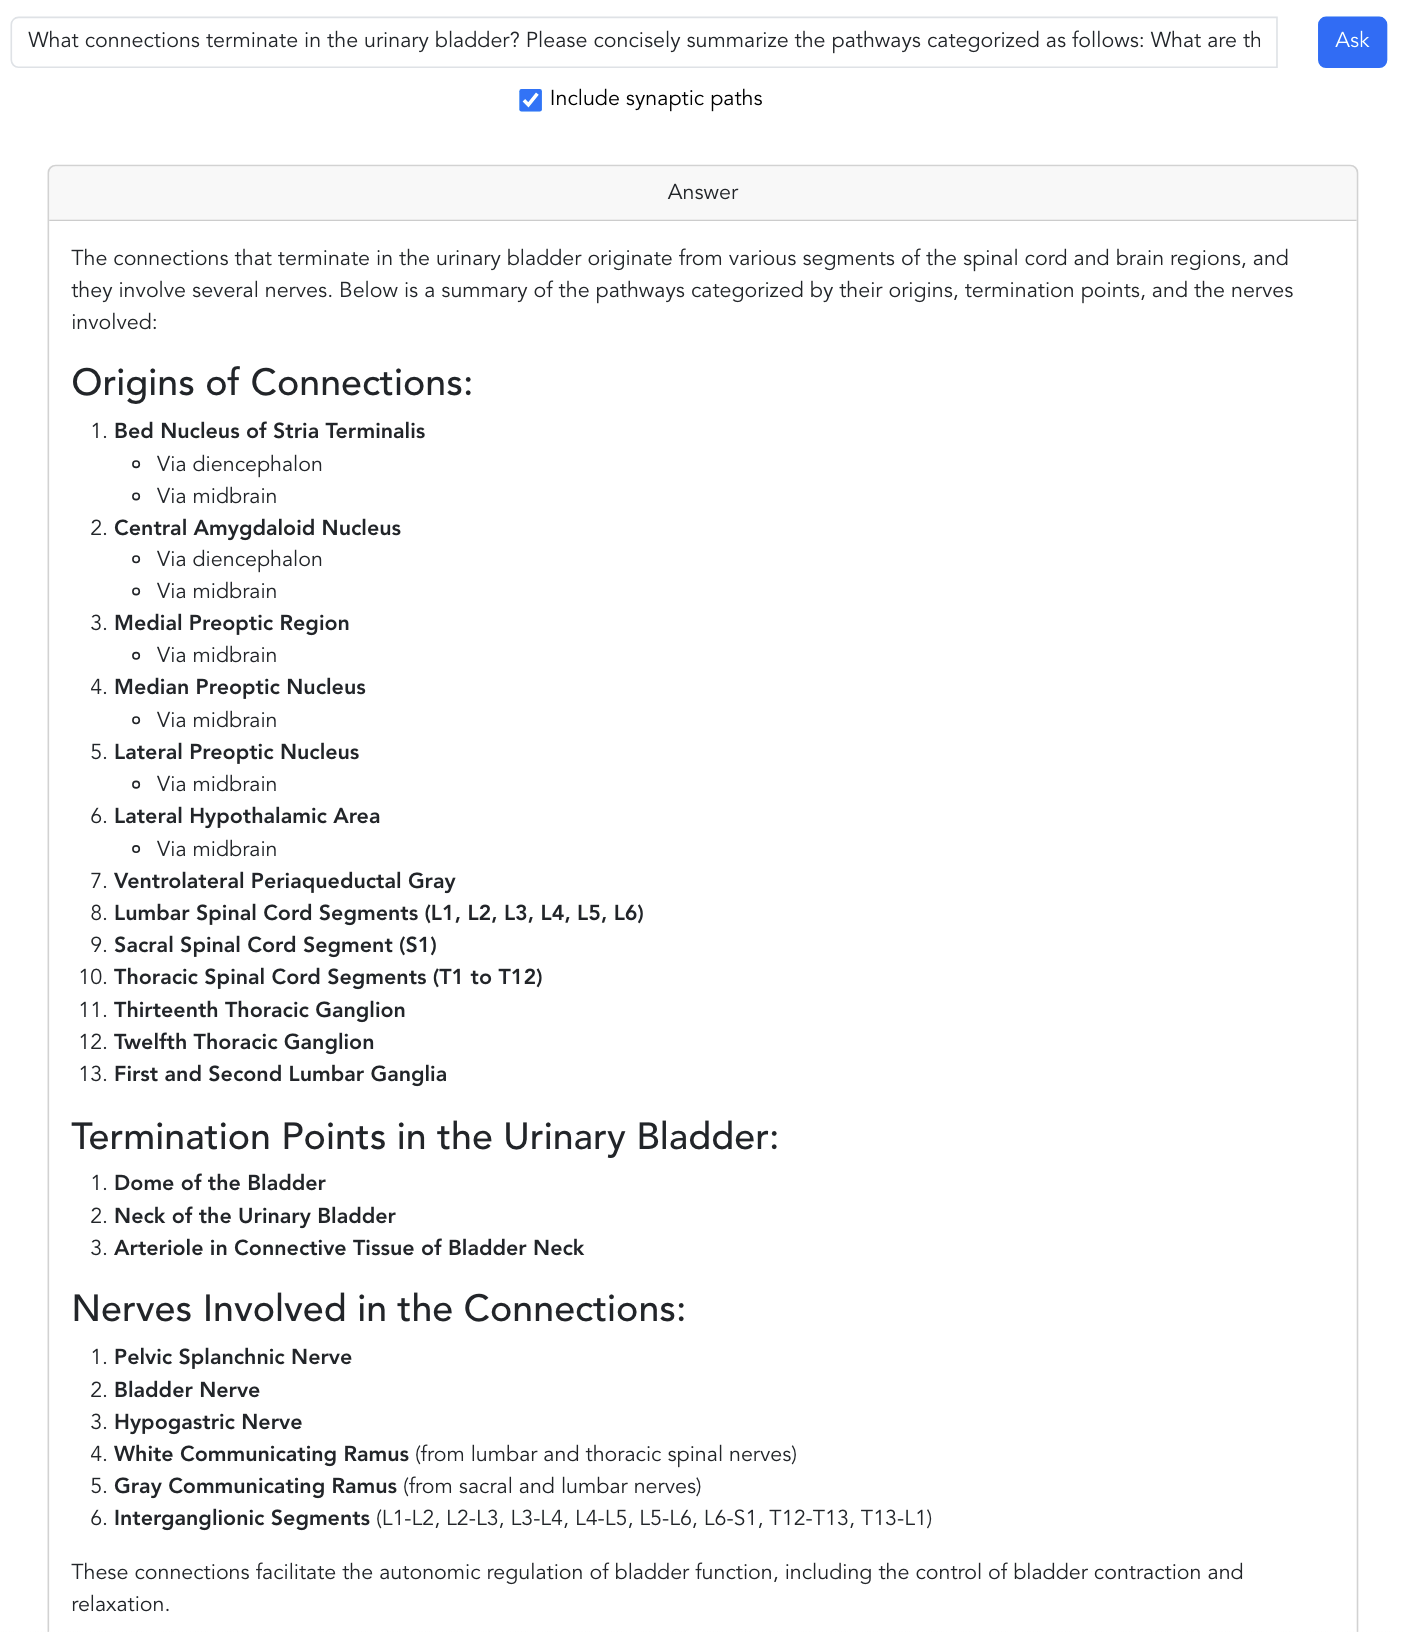 What connections terminate in the urinary bladder? Please concisely summarize the pathways categorized as follows: What are th
Ask
Include synaptic paths
Answer
The connections that terminate in the urinary bladder originate from various segments of the spinal cord and brain regions, and
they involve several nerves. Below is a summary of the pathways categorized by their origins, termination points, and the nerves
involved:
Origins of Connections:
1. Bed Nucleus of Stria Terminalis
Via diencephalon
Via midbrain
2. Central Amygdaloid Nucleus
Via diencephalon
Via midbrain
3. Medial Preoptic Region
Via midbrain
4. Median Preoptic Nucleus
Via midbrain
5. Lateral Preoptic Nucleus
Via midbrain
6. Lateral Hypothalamic Area
Via midbrain
7. Ventrolateral Periaqueductal Gray
8. Lumbar Spinal Cord Segments (L1, L2, L3, L4, L5, L6)
9. Sacral Spinal Cord Segment (S1)
10. Thoracic Spinal Cord Segments (T1 to T12)
11. Thirteenth Thoracic Ganglion
12. Twelfth Thoracic Ganglion
13. First and Second Lumbar Ganglia
Termination Points in the Urinary Bladder:
1. Dome of the Bladder
2. Neck of the Urinary Bladder
3. Arteriole in Connective Tissue of Bladder Neck
Nerves Involved in the Connections:
1. Pelvic Splanchnic Nerve
2. Bladder Nerve
3. Hypogastric Nerve
4. White Communicating Ramus (from lumbar and thoracic spinal nerves)
5. Gray Communicating Ramus (from sacral and lumbar nerves)
6. Interganglionic Segments (L1-L2, L2-L3, L3-L4, L4-L5, L5-L6, L6-S1, T12-T13, T13-L1)
These connections facilitate the autonomic regulation of bladder function, including the control of bladder contraction and
relaxation.